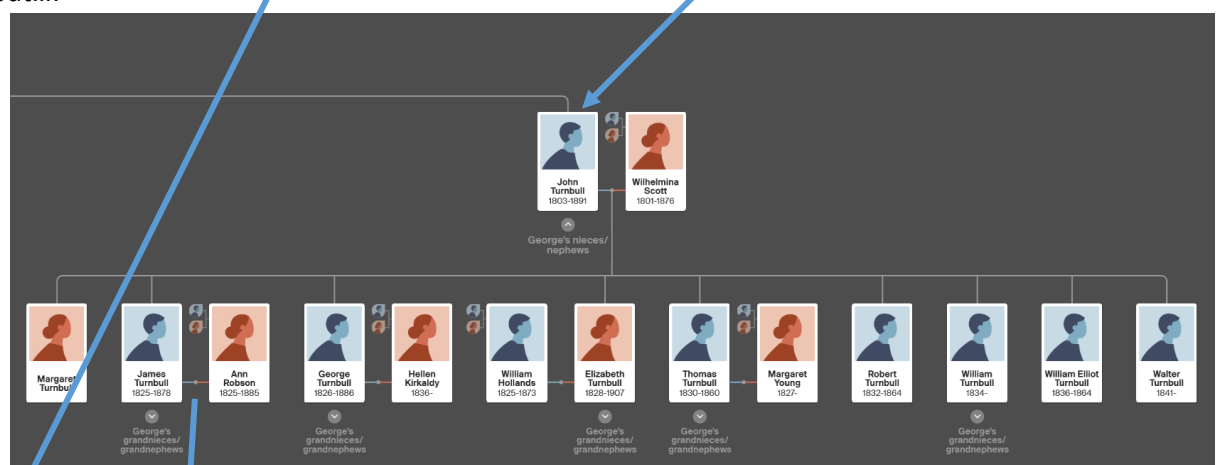 John
Turnbull
1803-1891
Wilhelmina
Scott
1801-1876
George's nieces/
nephews
Margaret
Turnbull
James
Turnbull
1825-1878
Ann
Robson
1825-1885
George
Turnbull
1826-1886
Hellen
Kirkaldy
1836-
William
Hollands
1825-1873
Elizabeth
Turnbull
1828-1907
Thomas
Turnbull
1830-1860
Margaret
Young
1827-
Robert
Turnbull
1832-1864
William
Turnbull
1834-
William Elliot
Turnbull
1836-1864
Walter
Turnbull
1841-
George's
grandnieces/
grandnephews
George's
grandnieces/
grandnephews
George's
grandnieces/
grandnephews
George's
grandnieces/
grandnephews
George's
grandnieces/
grandnephews